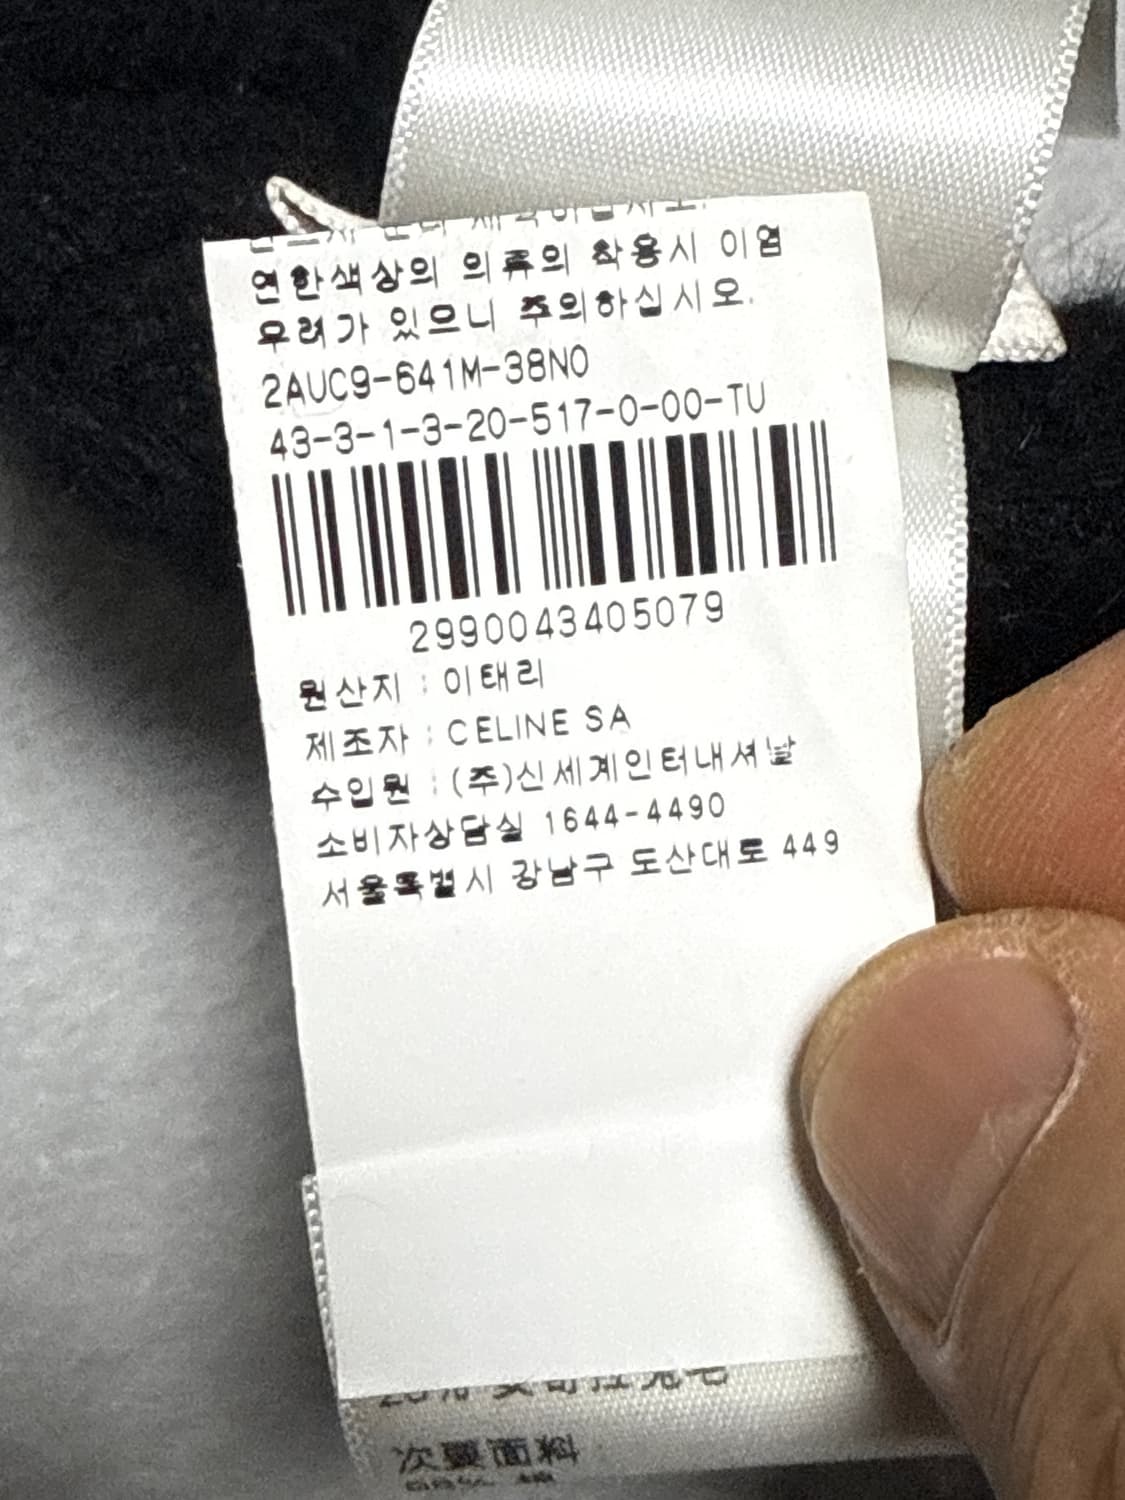 연한색상의 의류의 착용시 이염
우려가 있으니 주의하십시오.
2AUC9-641M-38NO
43-3-1-3-20-517-0-00-TU
2990043405079
원산지 : 이태리
제조자 : CELINE SA
수입원 : (주)신세계인터내셔날
소비자상담실 1644-4490
서울특별시 강남구 도산대로 449
次要面料